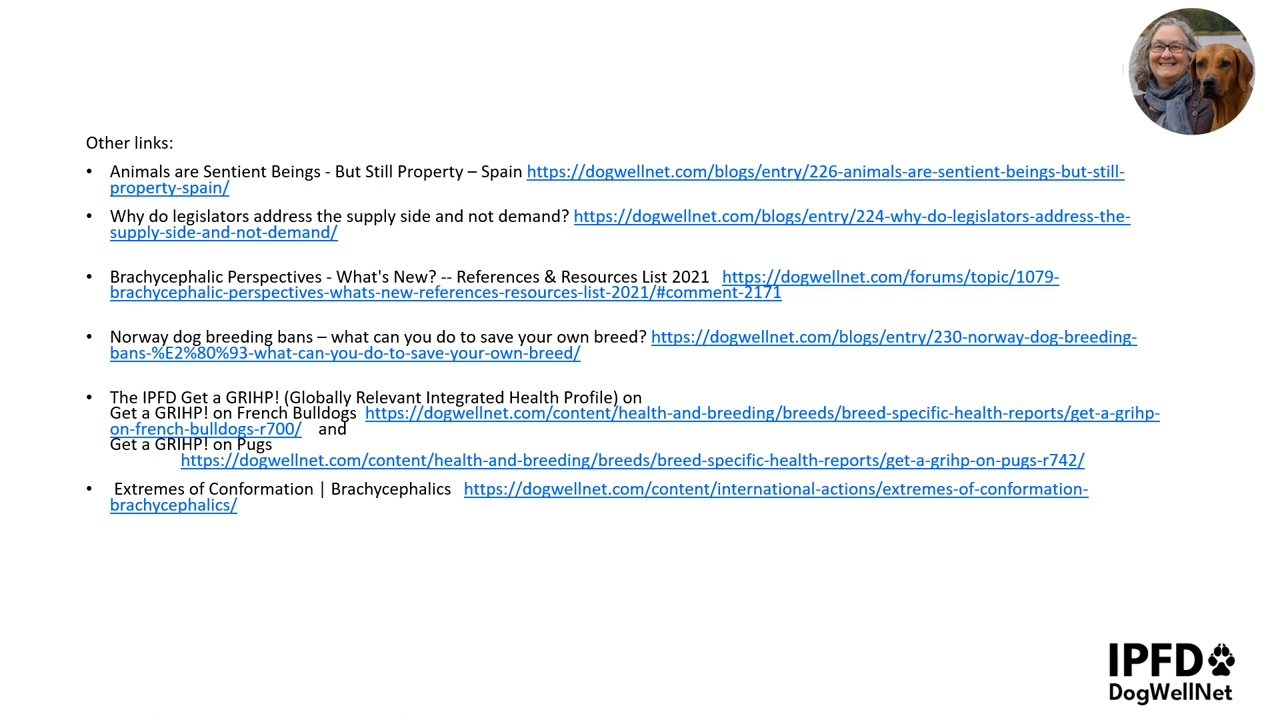 Other links:
• Animals are Sentient Beings - But Still Property – Spain https://dogwellnet.com/blogs/entry/226-animals-are-sentient-beings-but-still-
property-spain/
• Why do legislators address the supply side and not demand? https://dogwellnet.com/blogs/entry/224-why-do-legislators-address-the-
supply-side-and-not-demand/
• Brachycephalic Perspectives - What's New? -- References & Resources List 2021 https://dogwellnet.com/forums/topic/1079-
brachycephalic-perspectives-whats-new-references-resources-list-2021/#comment-2171
• Norway dog breeding bans – what can you do to save your own breed? https://dogwellnet.com/blogs/entry/230-norway-dog-breeding-
bans-%E2%80%93-what-can-you-do-to-save-your-own-breed/
• The IPFD Get a GRIHP! (Globally Relevant Integrated Health Profile) on
Get a GRIHP! on French Bulldogs https://dogwellnet.com/content/health-and-breeding/breeds/breed-specific-health-reports/get-a-grihp-
on-french-bulldogs-r700/ and
Get a GRIHP! on Pugs
https://dogwellnet.com/content/health-and-breeding/breeds/breed-specific-health-reports/get-a-grihp-on-pugs-r742/
• Extremes of Conformation | Brachycephalics https://dogwellnet.com/content/international-actions/extremes-of-conformation-
brachycephalics/
IPFD
DogWellNet